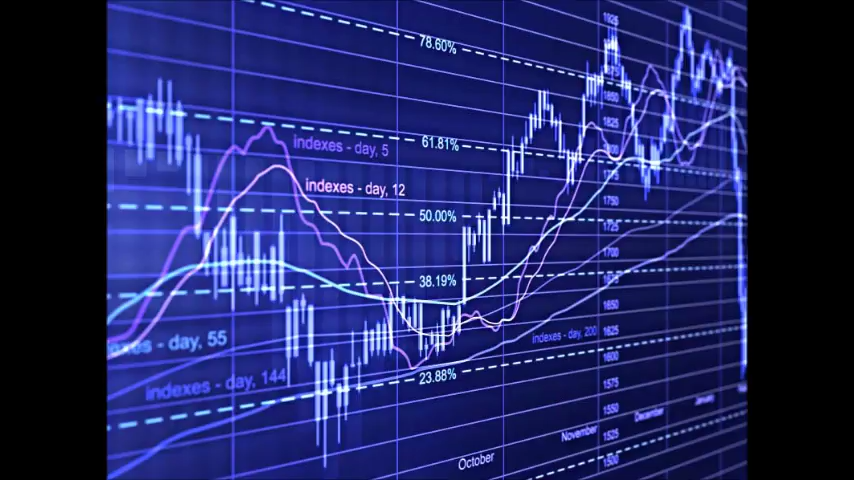 78.60%
61.81%
indexes - day, 5
indexes - day, 12
50.00%
38.19%
indexes - day, 55
indexes - day, 144
indexes - day, 200
23.88%
1925
1850
1825
1800
1775
1750
1725
1700
1675
1650
1625
1600
1575
1550
1525
1500
October
November
December
January